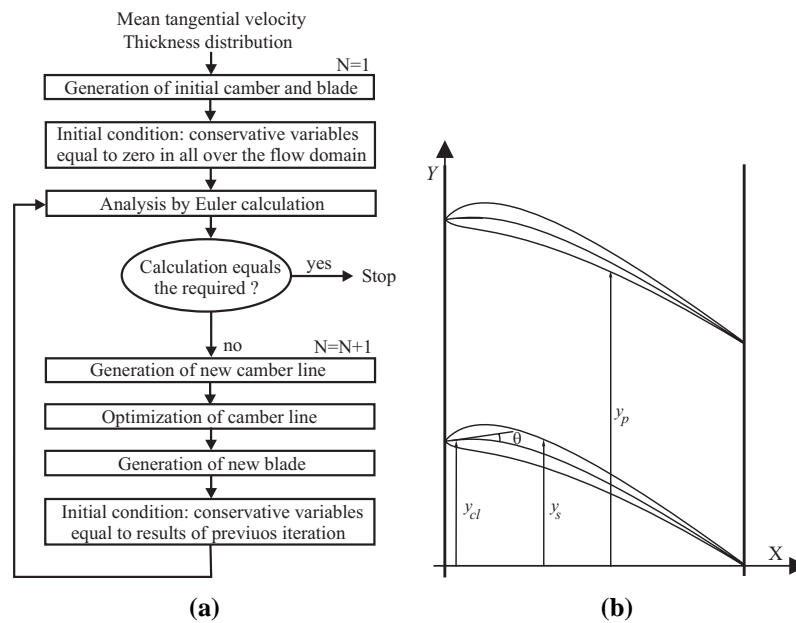 Mean tangential velocity
Thickness distribution
N=1
Generation of initial camber and blade
Initial condition: conservative variables
equal to zero in all over the flow domain
Analysis by Euler calculation
Calculation equals
the required ?
yes
Stop
no
N=N+1
Generation of new camber line
Optimization of camber line
Generation of new blade
Initial condition: conservative variables
equal to results of previuos iteration
(a)
Y
y_p
θ
y_cl
y_s
X
(b)